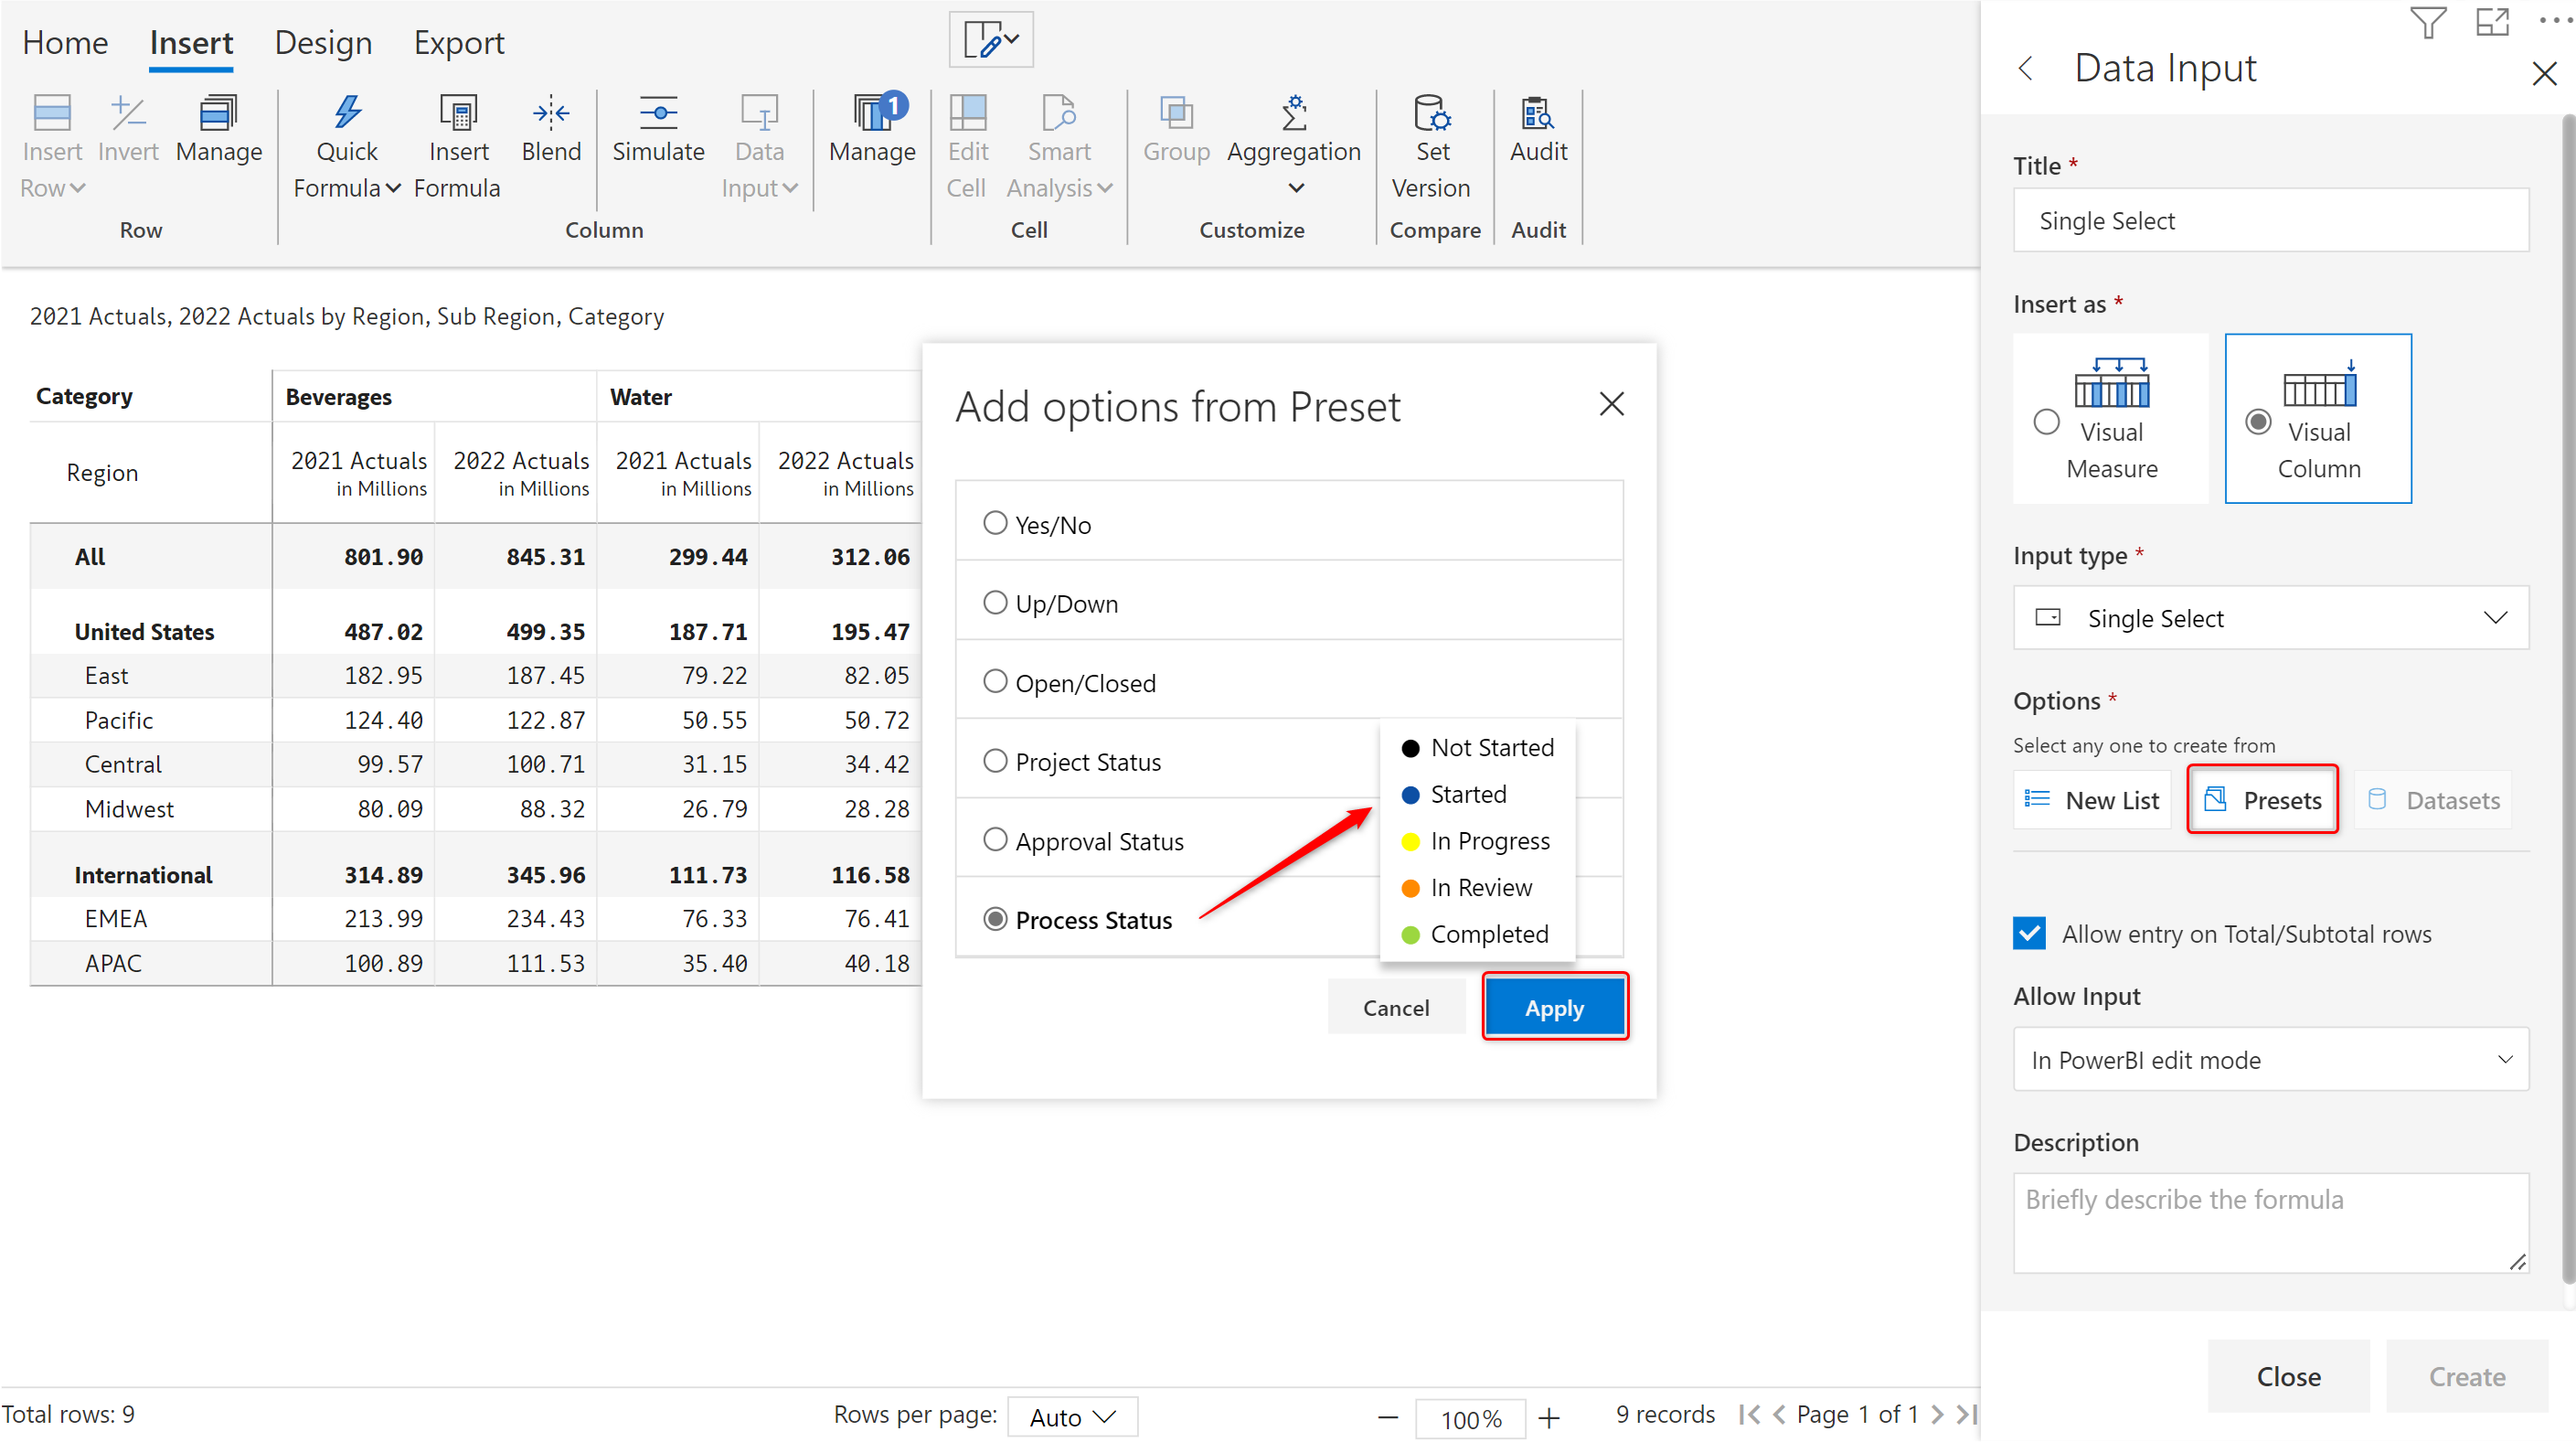 Home Insert Design Export
Insert Row Invert Manage Quick Formula Insert Formula Blend Simulate Data Input Manage 1 Edit Cell Smart Analysis Group Aggregation Set Version Audit
Row Column Cell Customize Compare Audit
2021 Actuals, 2022 Actuals by Region, Sub Region, Category
Category Beverages Water
Region 2021 Actuals in Millions 2022 Actuals in Millions 2021 Actuals in Millions 2022 Actuals in Millions
All 801.90 845.31 299.44 312.06
United States 487.02 499.35 187.71 195.47
East 182.95 187.45 79.22 82.05
Pacific 124.40 122.87 50.55 50.72
Central 99.57 100.71 31.15 34.42
Midwest 80.09 88.32 26.79 28.28
International 314.89 345.96 111.73 116.58
EMEA 213.99 234.43 76.33 76.41
APAC 100.89 111.53 35.40 40.18
Add options from Preset
Yes/No
Up/Down
Open/Closed
Project Status
Approval Status
Process Status
Not Started
Started
In Progress
In Review
Completed
Cancel Apply
Data Input
Title *
Single Select
Insert as *
Visual Measure
Visual Column
Input type *
Single Select
Options *
Select any one to create from
New List Presets Datasets
Allow entry on Total/Subtotal rows
Allow Input
In PowerBI edit mode
Description
Briefly describe the formula
Close Create
Total rows: 9 Rows per page: Auto 100% 9 records Page 1 of 1